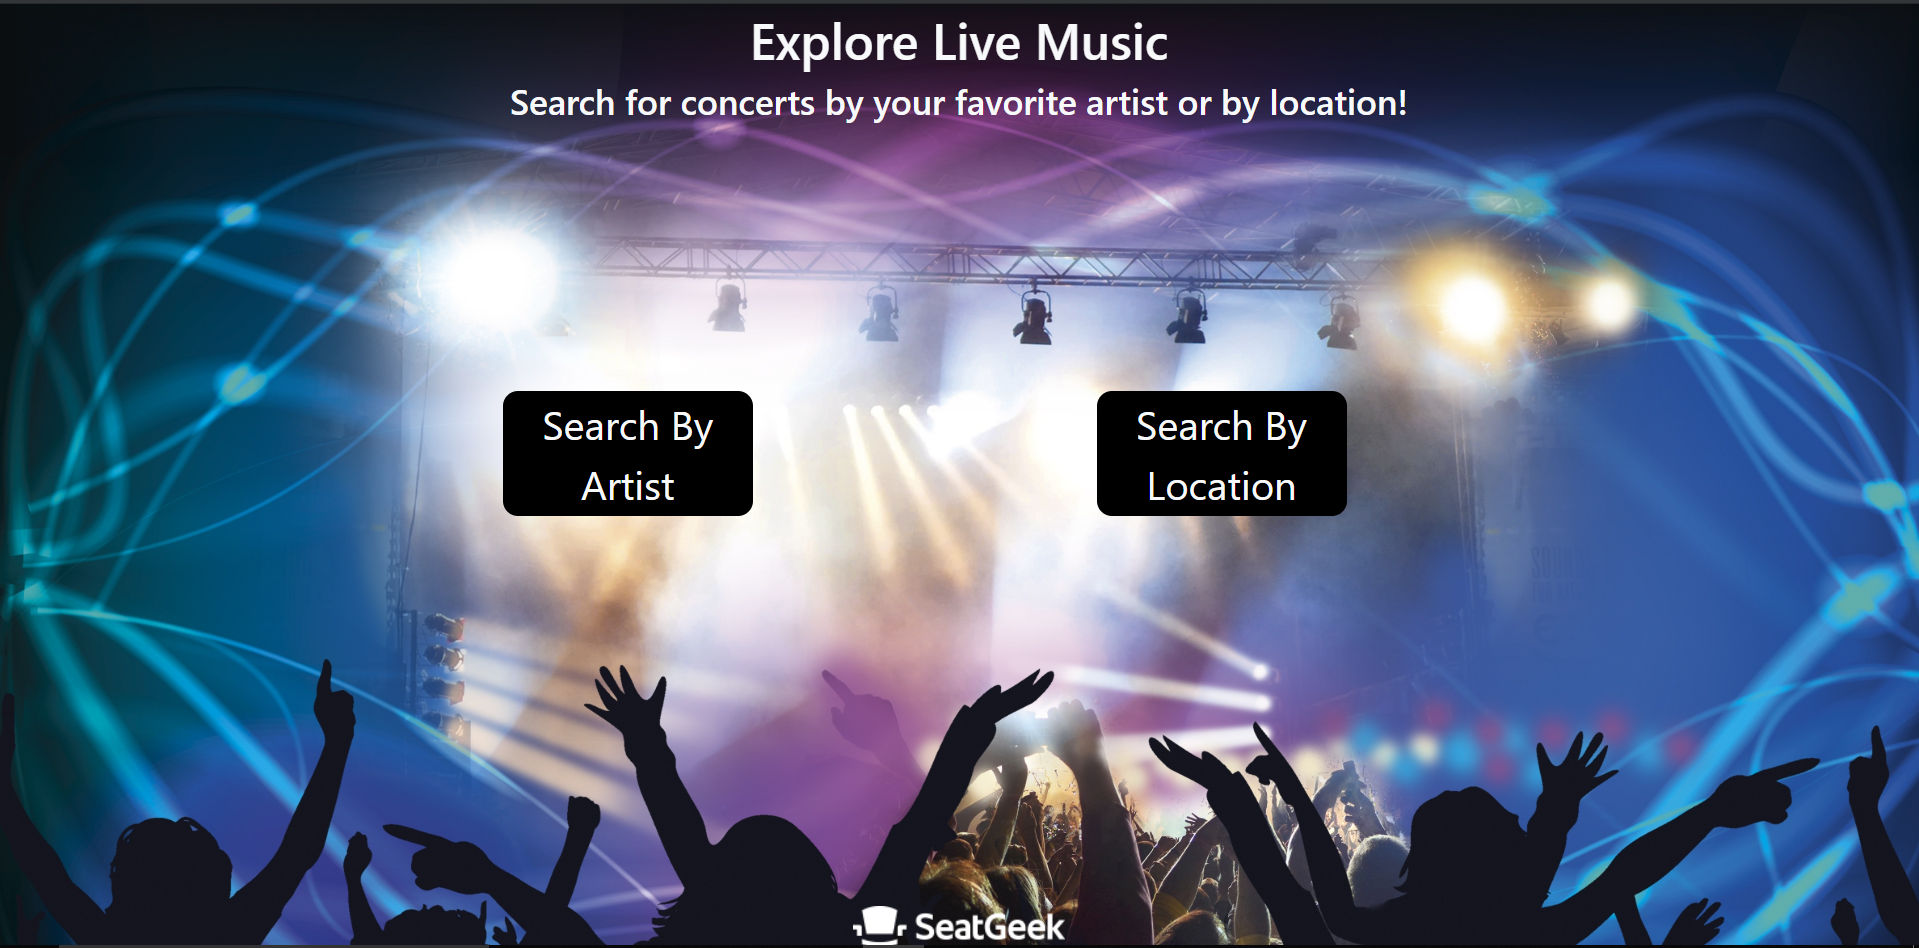 Explore Live Music
Search for concerts by your favorite artist or by location!
Search By
Artist
Search By
Location
SeatGeek